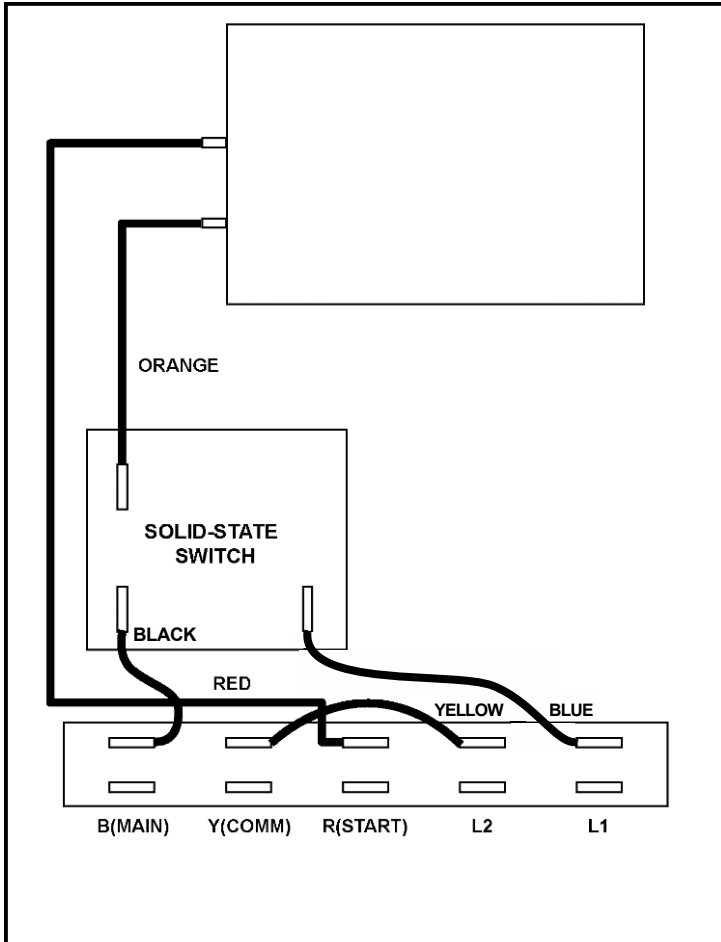 ORANGE
SOLID-STATE
SWITCH
BLACK
RED
YELLOW
BLUE
B(MAIN)
Y(COMM)
R(START)
L2
L1